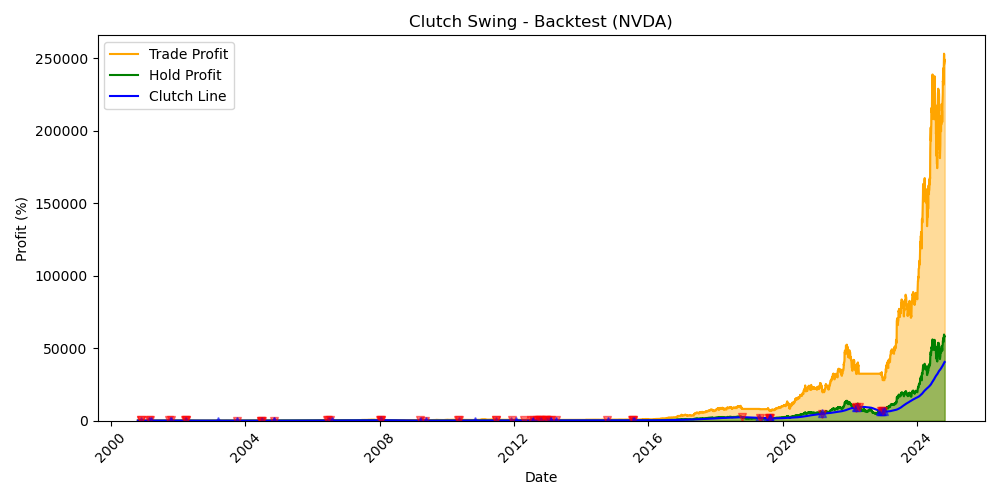 Clutch Swing - Backtest (NVDA)
Trade Profit
Hold Profit
Clutch Line
Profit (%)
250000
200000
150000
100000
50000
0
2000
2004
2008
2012
2016
2020
2024
Date